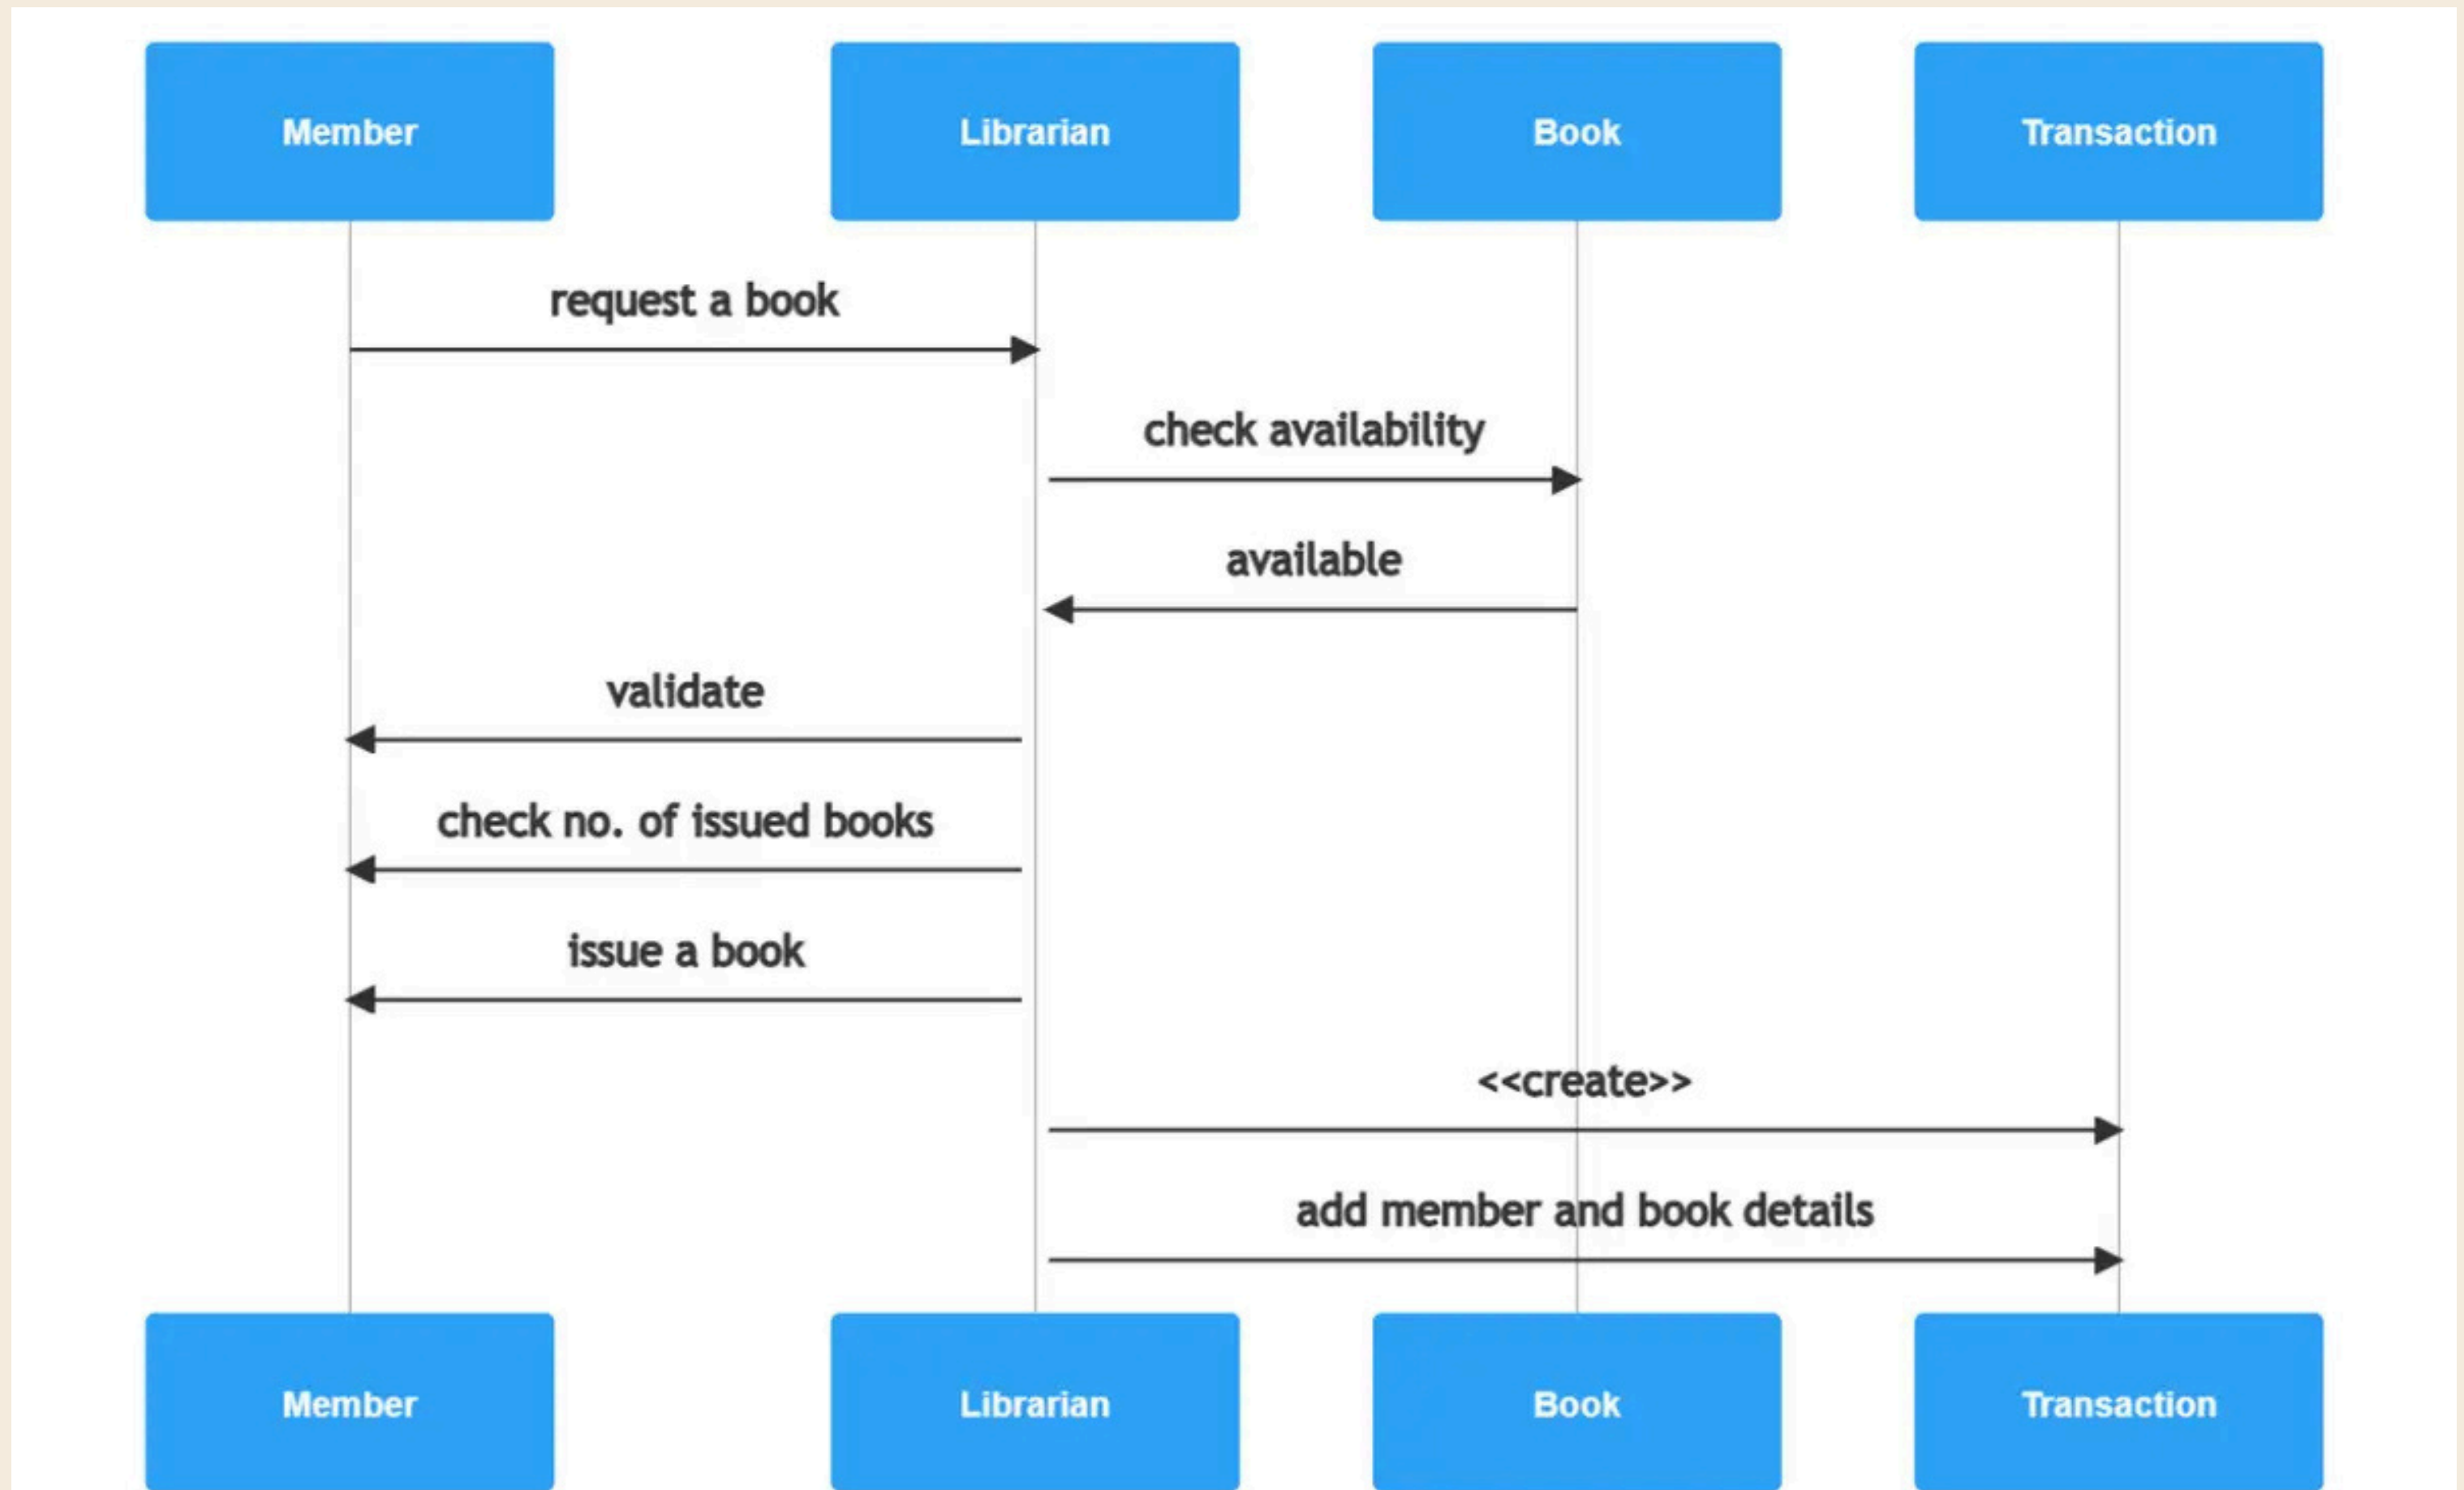 Member
Librarian
Book
Transaction
request a book
check availability
available
validate
check no. of issued books
issue a book
<<create>>
add member and book details
Member
Librarian
Book
Transaction